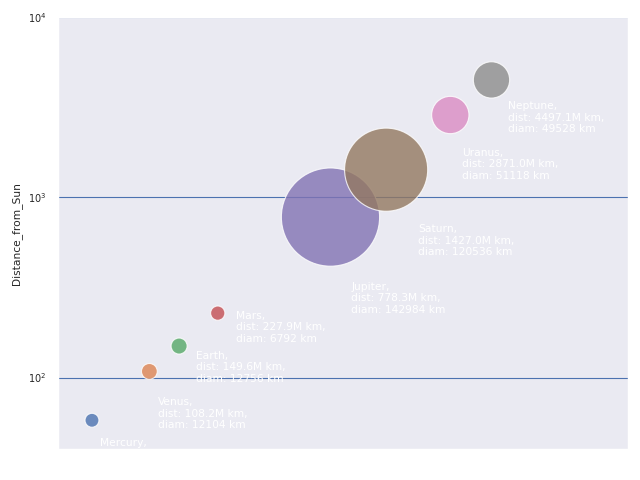 10⁴
Neptune,
dist: 4497.1M km,
diam: 49528 km
Uranus,
dist: 2871.0M km,
diam: 51118 km
10³
Saturn,
dist: 1427.0M km,
diam: 120536 km
Jupiter,
dist: 778.3M km,
diam: 142984 km
Mars,
dist: 227.9M km,
diam: 6792 km
Earth,
dist: 149.6M km,
diam: 12756 km
10²
Venus,
dist: 108.2M km,
diam: 12104 km
Mercury,
Distance_from_Sun